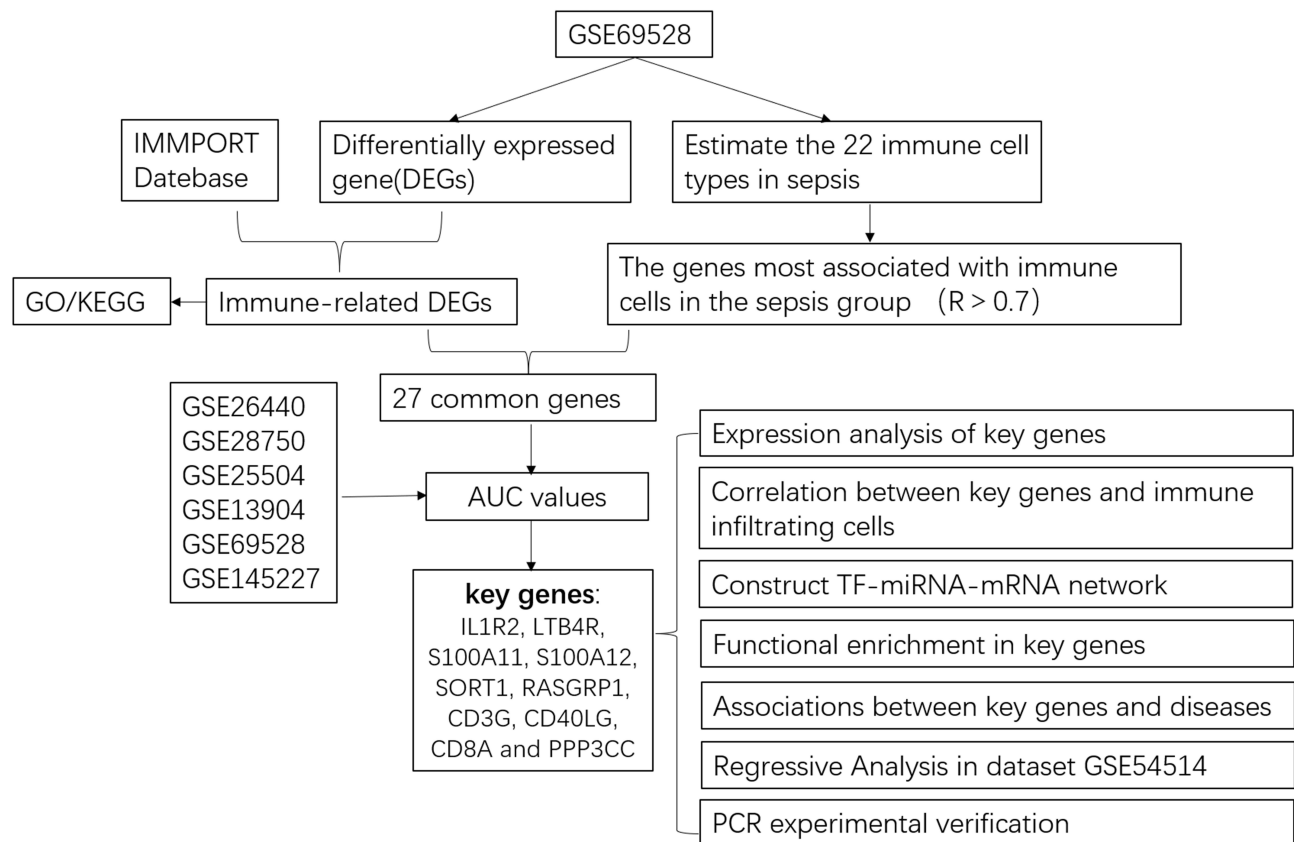 GSE69528
IMMPORT
Datebase
Differentially expressed
gene(DEGs)
Estimate the 22 immune cell
types in sepsis
The genes most associated with immune
cells in the sepsis group （R > 0.7）
GO/KEGG
Immune-related DEGs
27 common genes
GSE26440
GSE28750
GSE25504
GSE13904
GSE69528
GSE145227
AUC values
key genes:
IL1R2, LTB4R,
S100A11, S100A12,
SORT1, RASGRP1,
CD3G, CD40LG,
CD8A and PPP3CC
Expression analysis of key genes
Correlation between key genes and immune
infiltrating cells
Construct TF-miRNA-mRNA network
Functional enrichment in key genes
Associations between key genes and diseases
Regressive Analysis in dataset GSE54514
PCR experimental verification